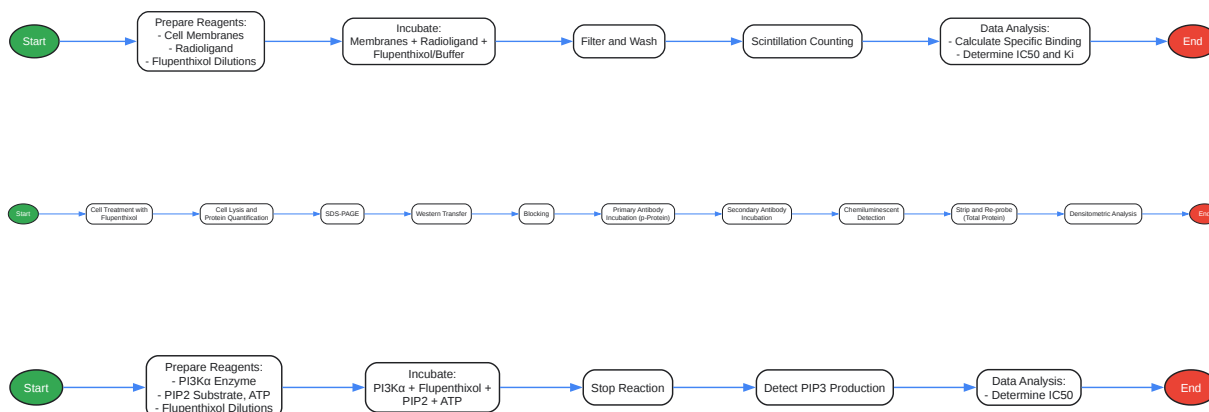 Start
Prepare Reagents:
- Cell Membranes
- Radioligand
- Flupenthixol Dilutions
Incubate:
Membranes + Radioligand +
Flupenthixol/Buffer
Filter and Wash
Scintillation Counting
Data Analysis:
- Calculate Specific Binding
- Determine IC50 and Ki
End
Start
Cell Treatment with
Flupenthixol
Cell Lysis and
Protein Quantification
SDS-PAGE
Western Transfer
Blocking
Primary Antibody
Incubation (p-Protein)
Secondary Antibody
Incubation
Chemiluminescent
Detection
Strip and Re-probe
(Total Protein)
Densitometric Analysis
End
Start
Prepare Reagents:
- PI3Kα Enzyme
- PIP2 Substrate, ATP
- Flupenthixol Dilutions
Incubate:
PI3Kα + Flupenthixol +
PIP2 + ATP
Stop Reaction
Detect PIP3 Production
Data Analysis:
- Determine IC50
End